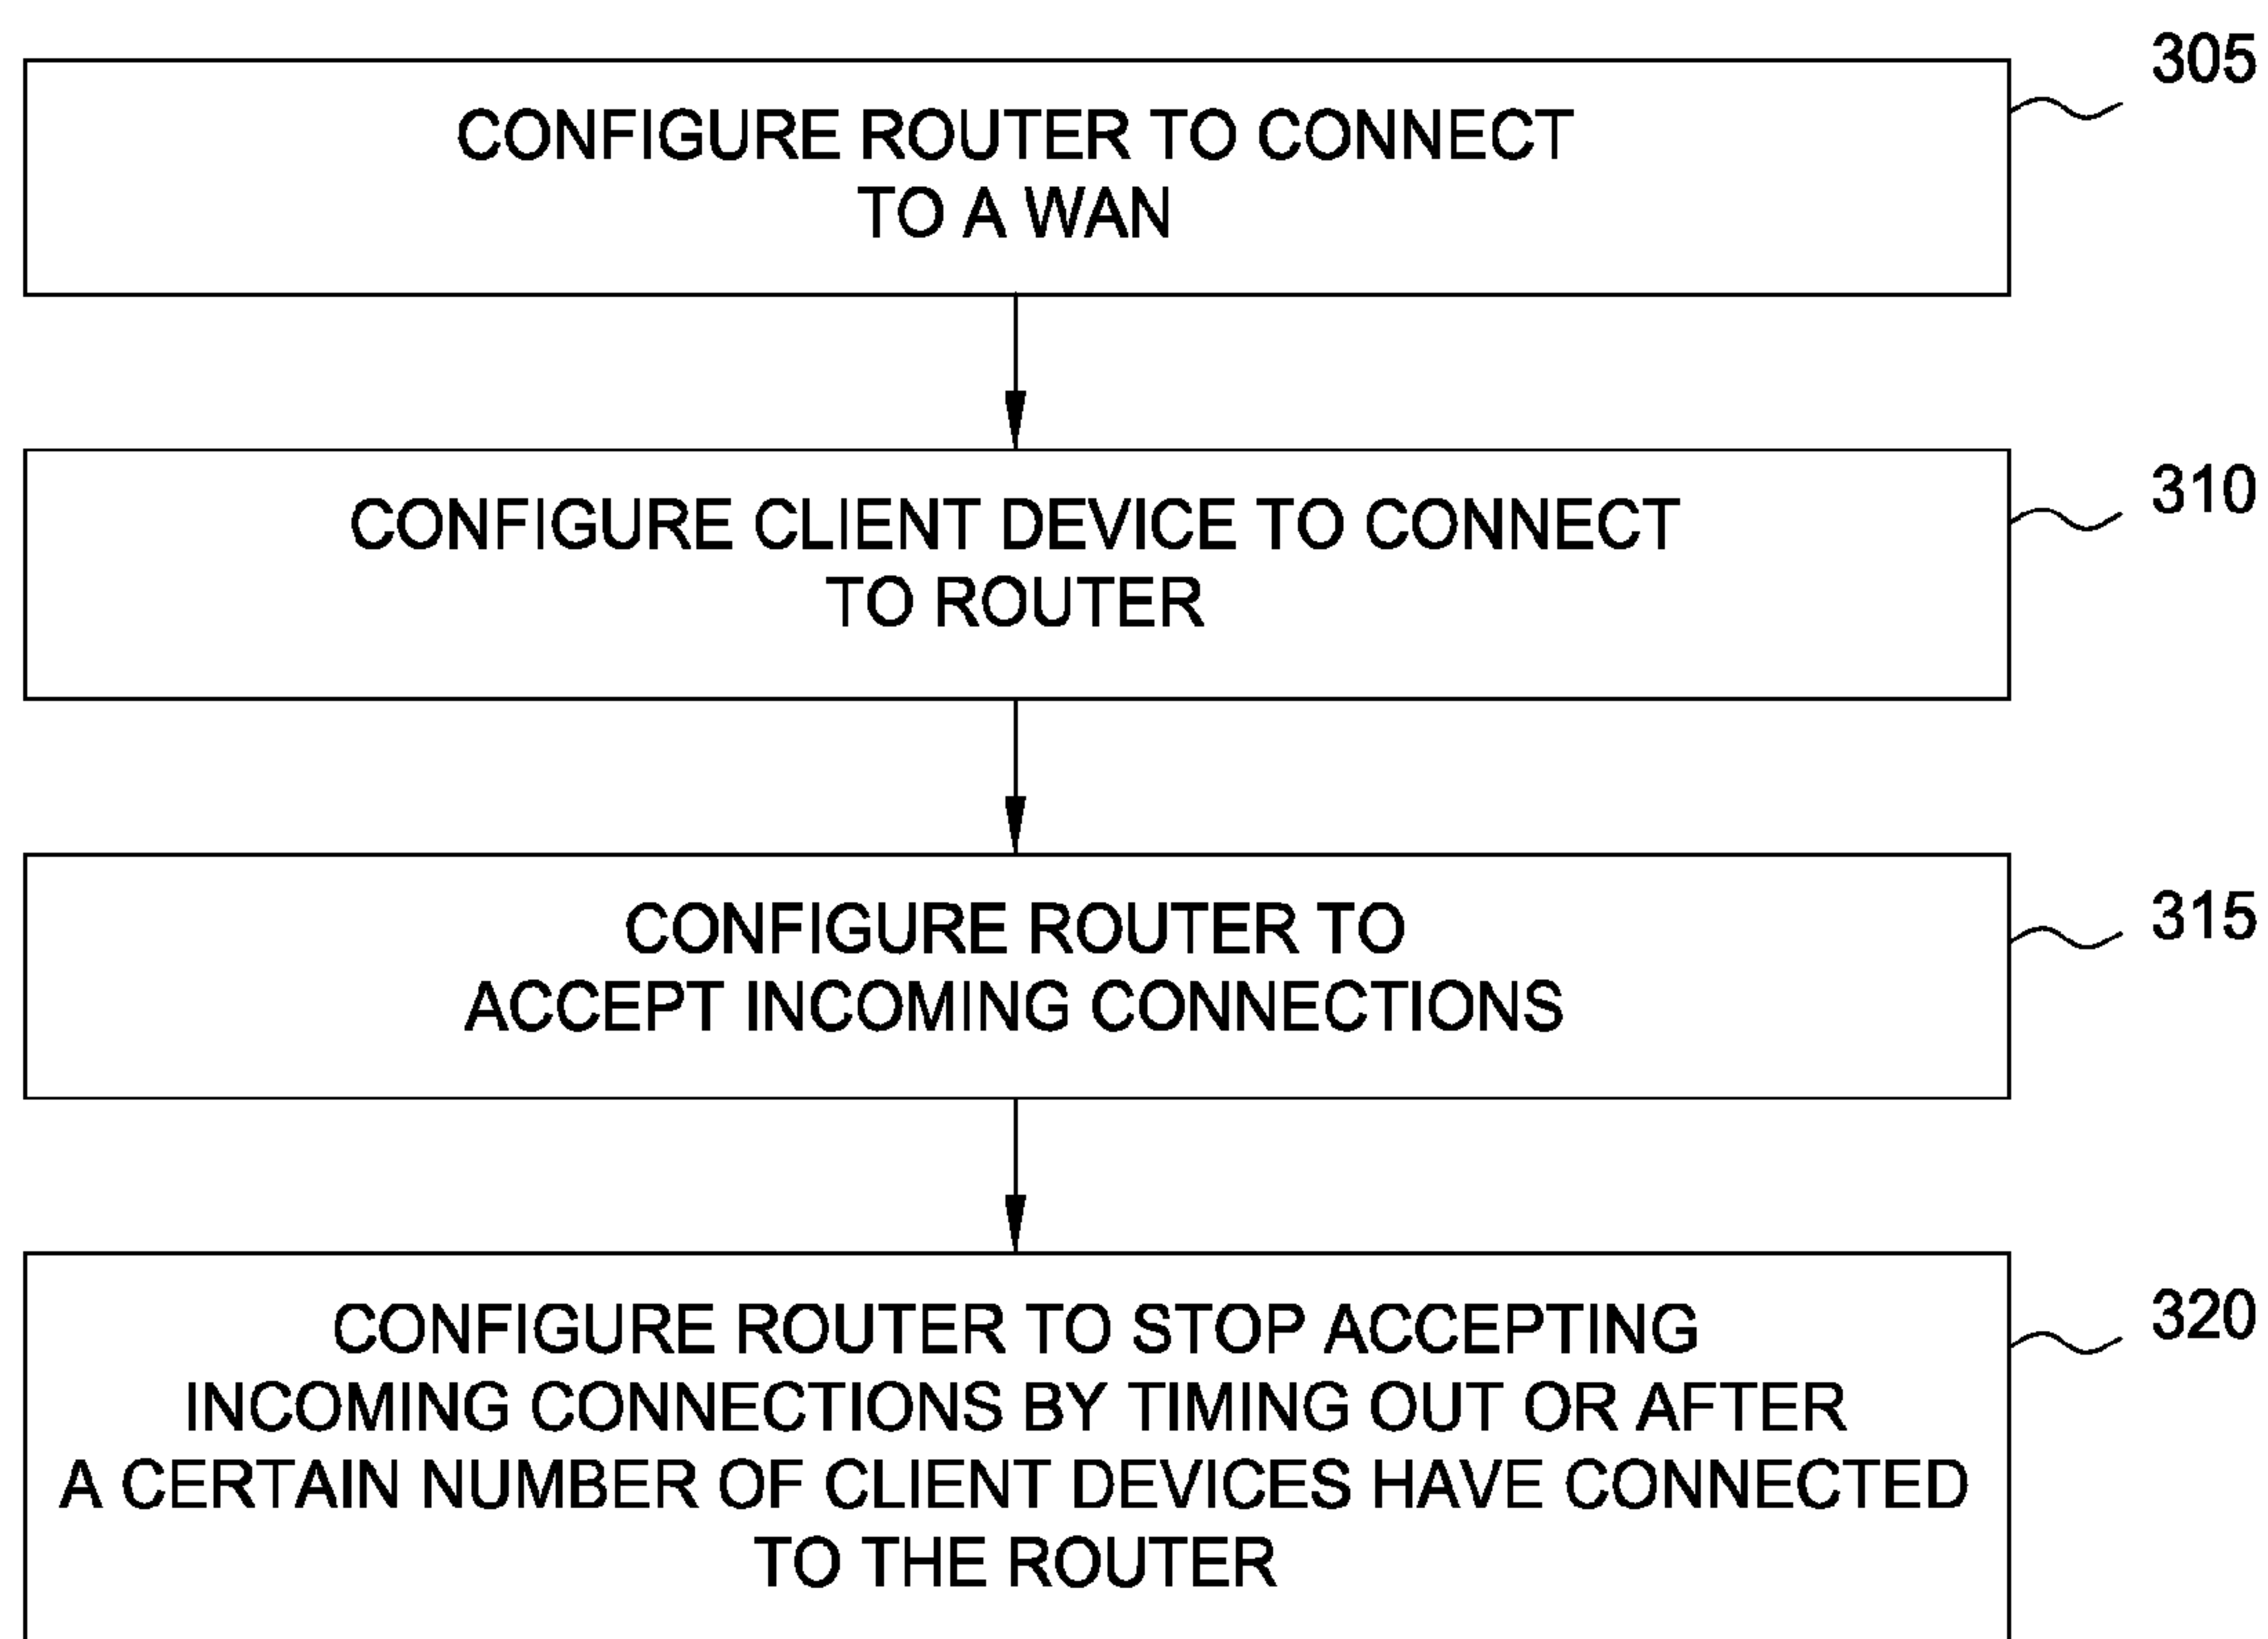 305
CONFIGURE ROUTER TO CONNECT
TO A WAN
310
CONFIGURE CLIENT DEVICE TO CONNECT
TO ROUTER
315
CONFIGURE ROUTER TO
ACCEPT INCOMING CONNECTIONS
320
CONFIGURE ROUTER TO STOP ACCEPTING
INCOMING CONNECTIONS BY TIMING OUT OR AFTER
A CERTAIN NUMBER OF CLIENT DEVICES HAVE CONNECTED
TO THE ROUTER